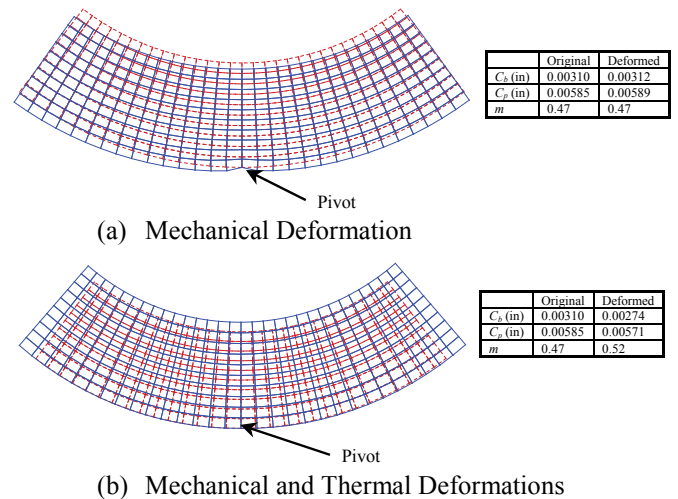 Original Deformed
C_b (in) 0.00310 0.00312
C_p (in) 0.00585 0.00589
m 0.47 0.47
Pivot
(a) Mechanical Deformation
Original Deformed
C_b (in) 0.00310 0.00274
C_p (in) 0.00585 0.00571
m 0.47 0.52
Pivot
(b) Mechanical and Thermal Deformations